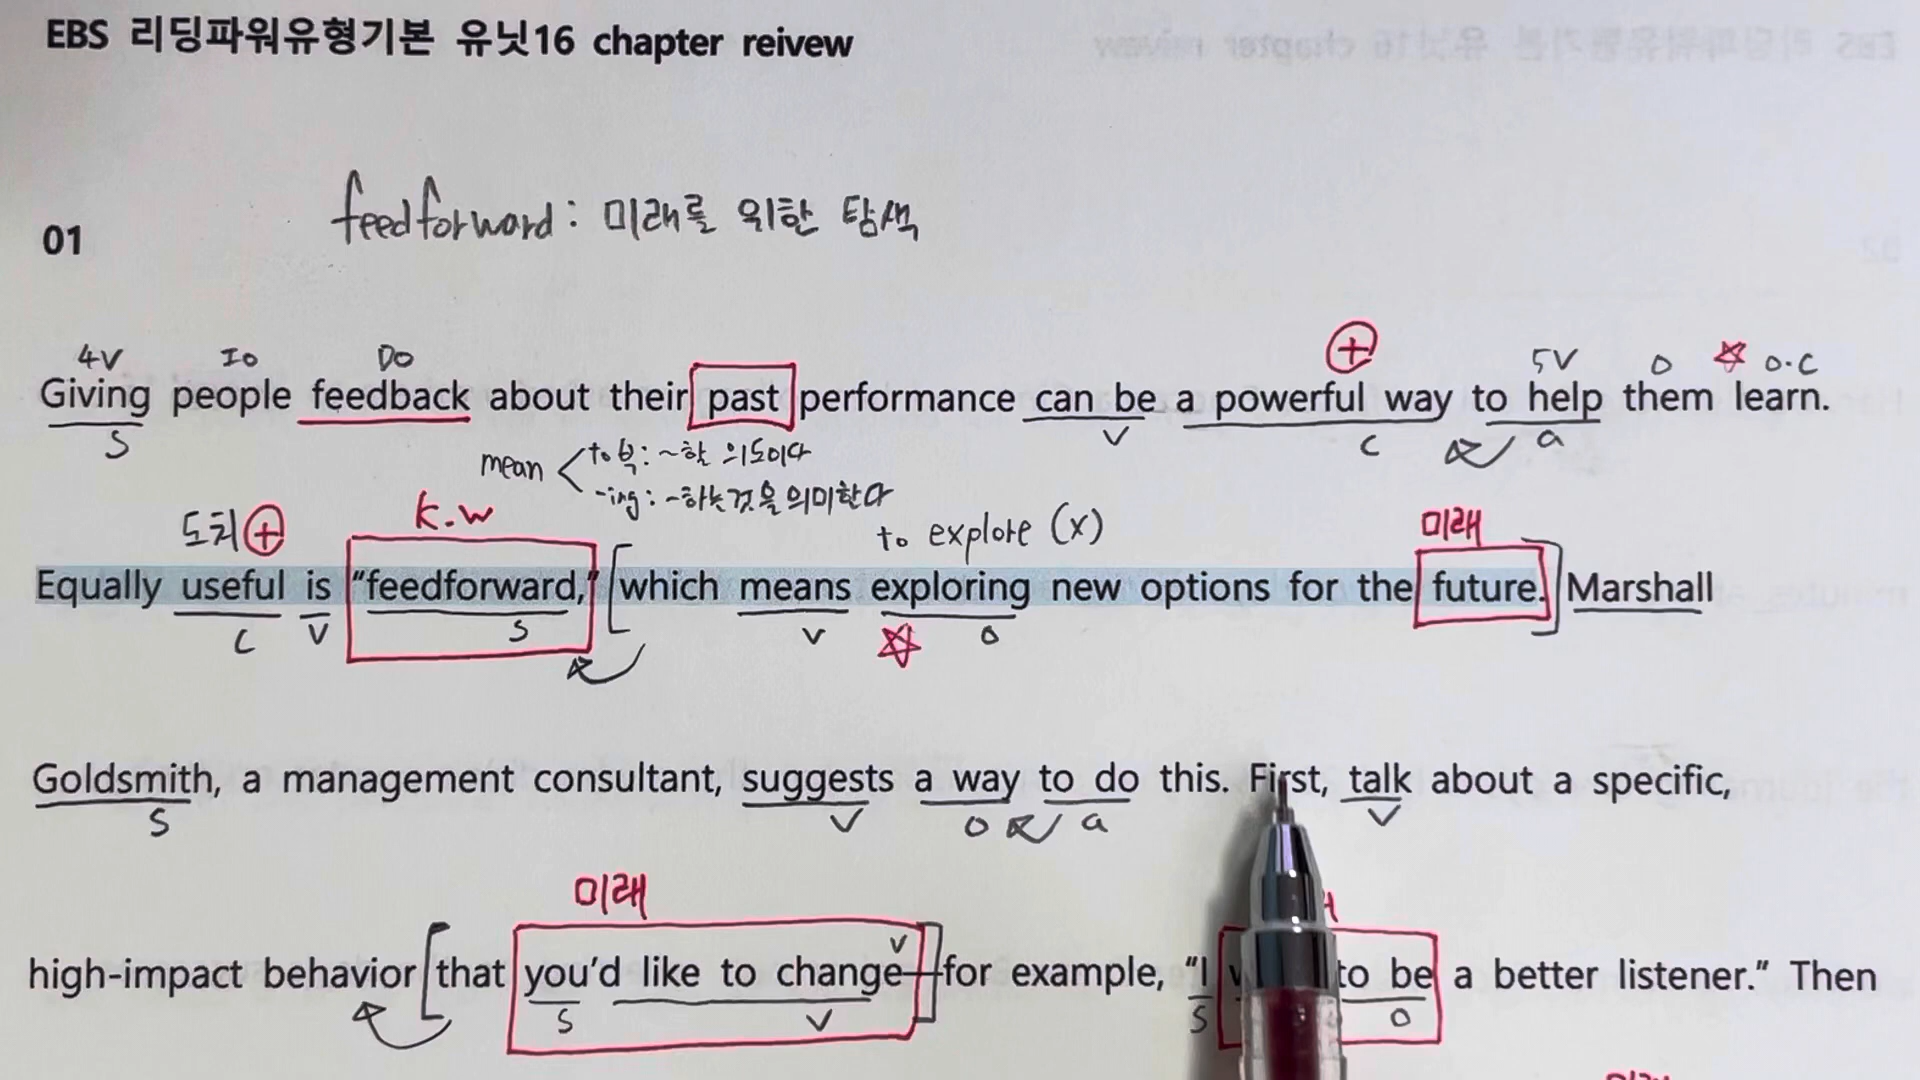 EBS 리딩파워유형기본 유닛16 chapter reivew
feedforward : 미래를 위한 탐색
01
4V IO DO + 5V O O.C
Giving people feedback about their past performance can be a powerful way to help them learn.
S V C a
mean to 부 : ~할 의도이다
-ing : ~하는것을 의미한다
도치 + K.W to explore (x) 미래
Equally useful is “feedforward,” which means exploring new options for the future. Marshall
C V S V O
Goldsmith, a management consultant, suggests a way to do this. First, talk about a specific,
S V O a V
미래
V
high-impact behavior that you’d like to change—for example, “I to be a better listener.” Then
S V S O